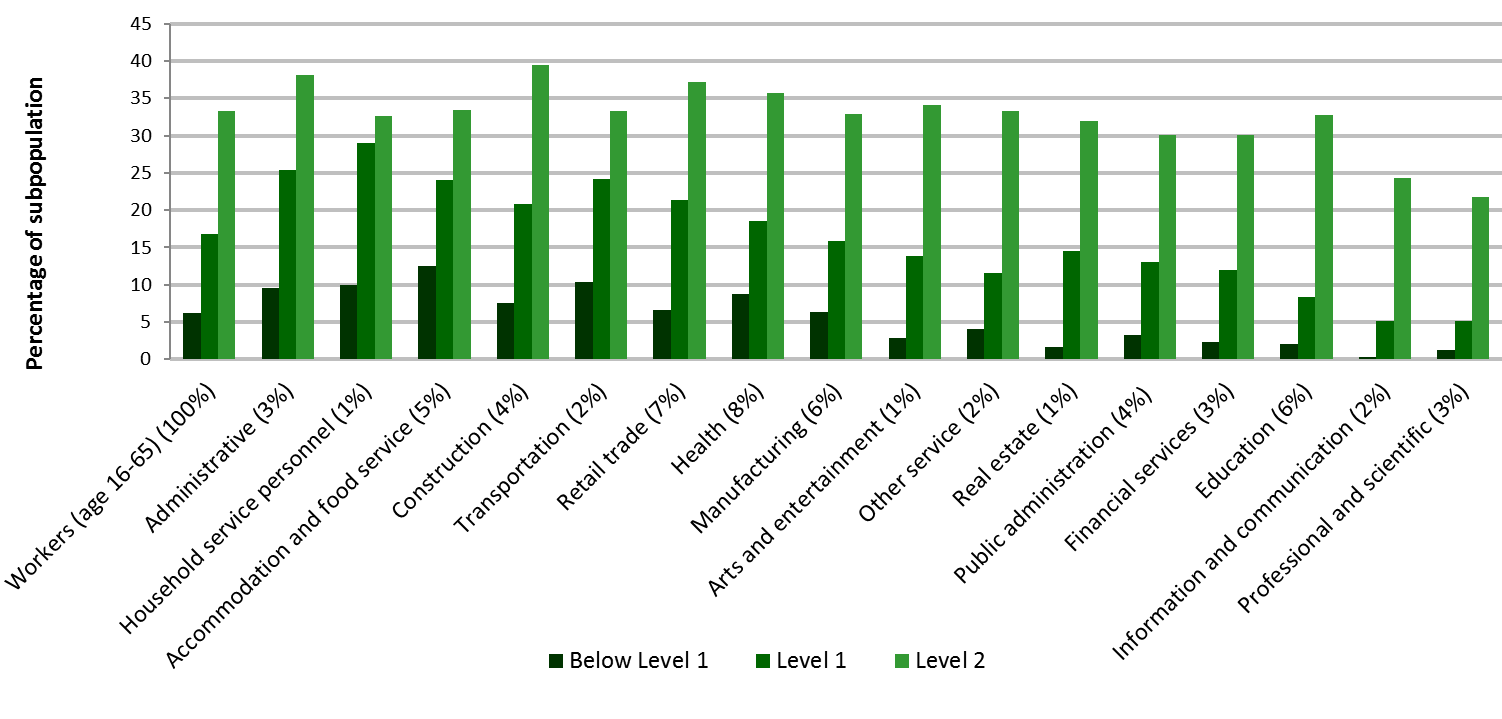 Percentage of subpopulation
45
40
35
30
25
20
15
10
5
0
Workers (age 16-65) (100%)
Administrative (3%)
Household service personnel (1%)
Accommodation and food service (5%)
Construction (4%)
Transportation (2%)
Retail trade (7%)
Health (8%)
Manufacturing (6%)
Arts and entertainment (1%)
Other service (2%)
Real estate (1%)
Public administration (4%)
Financial services (3%)
Education (6%)
Information and communication (2%)
Professional and scientific (3%)
Below Level 1
Level 1
Level 2